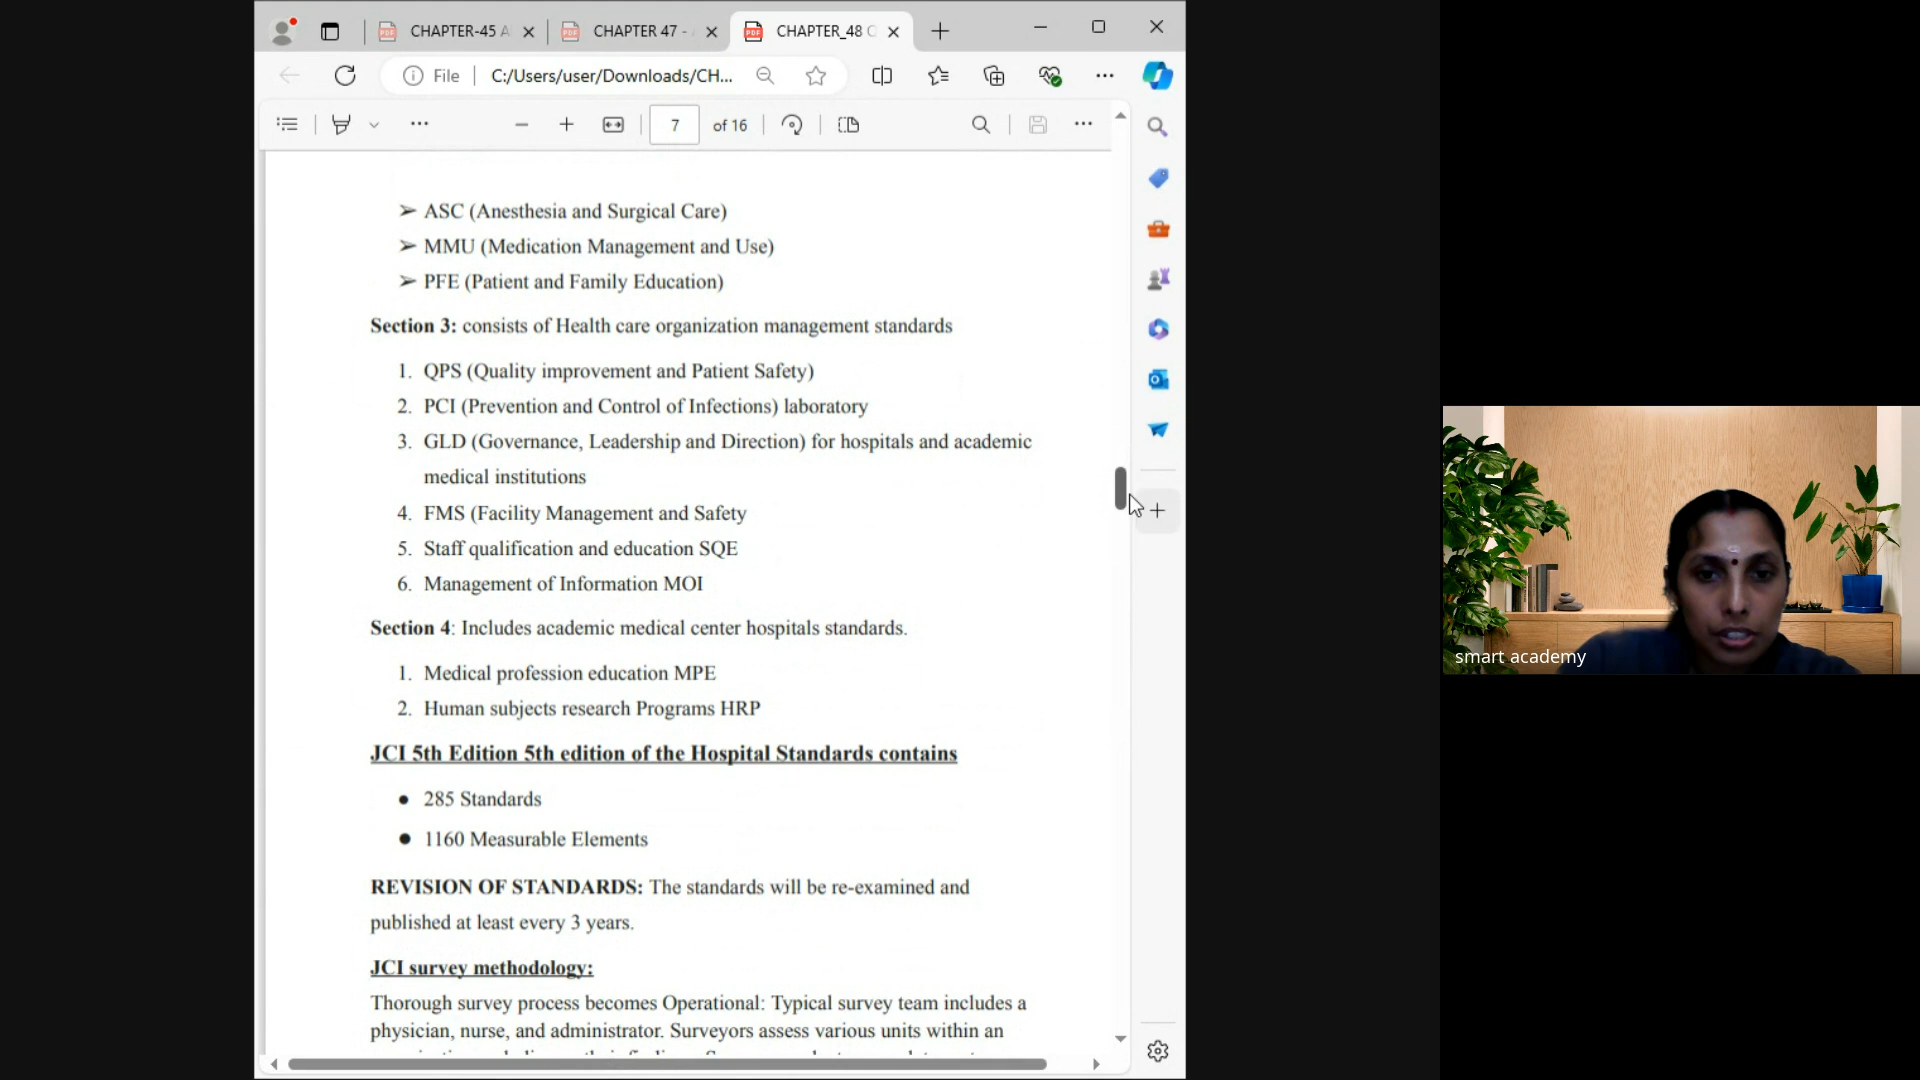 CHAPTER-45 A
CHAPTER 47 -
CHAPTER_48 C
File
C:/Users/user/Downloads/CH...
7 of 16
➢ ASC (Anesthesia and Surgical Care)
➢ MMU (Medication Management and Use)
➢ PFE (Patient and Family Education)
Section 3: consists of Health care organization management standards
1. QPS (Quality improvement and Patient Safety)
2. PCI (Prevention and Control of Infections) laboratory
3. GLD (Governance, Leadership and Direction) for hospitals and academic
medical institutions
4. FMS (Facility Management and Safety
5. Staff qualification and education SQE
6. Management of Information MOI
Section 4: Includes academic medical center hospitals standards.
1. Medical profession education MPE
2. Human subjects research Programs HRP
JCI 5th Edition 5th edition of the Hospital Standards contains
● 285 Standards
● 1160 Measurable Elements
REVISION OF STANDARDS: The standards will be re-examined and
published at least every 3 years.
JCI survey methodology:
Thorough survey process becomes Operational: Typical survey team includes a
physician, nurse, and administrator. Surveyors assess various units within an
smart academy